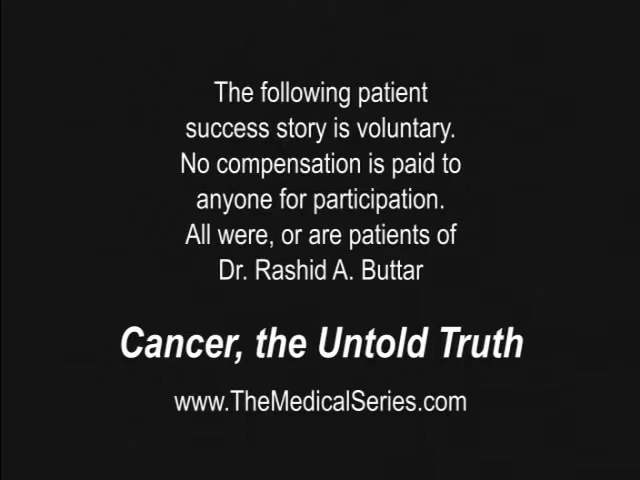 The following patient
success story is voluntary.
No compensation is paid to
anyone for participation.
All were, or are patients of
Dr. Rashid A. Buttar
Cancer, the Untold Truth
www.TheMedicalSeries.com